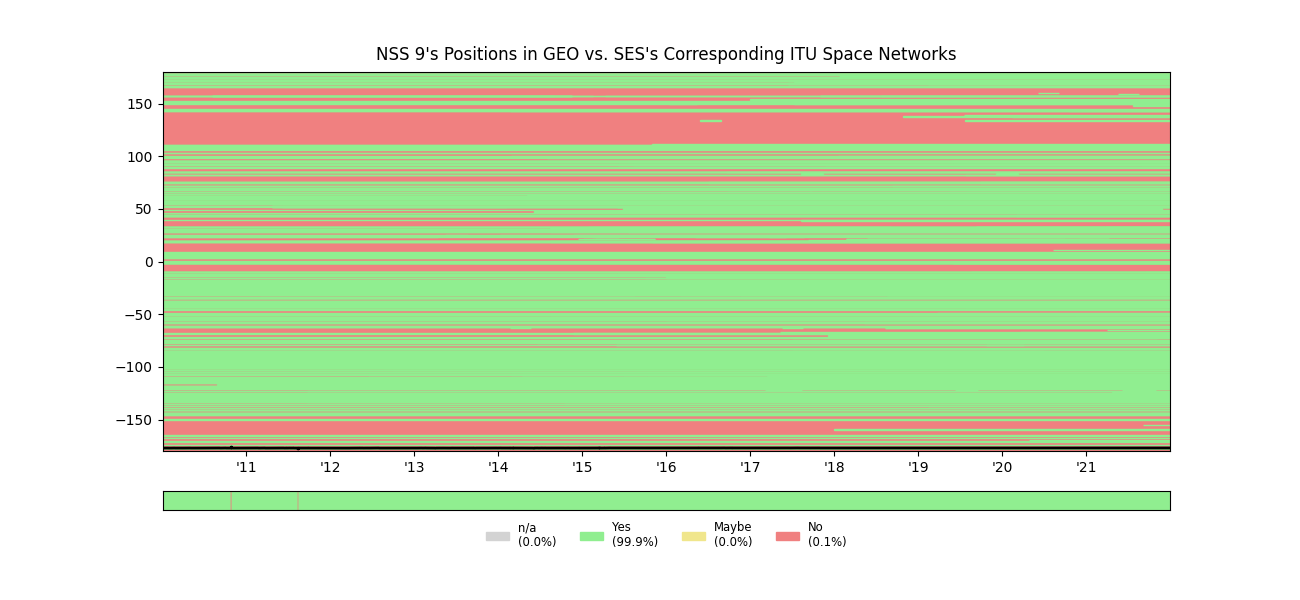 NSS 9's Positions in GEO vs. SES's Corresponding ITU Space Networks
150
100
50
0
−50
−100
−150
'11 '12 '13 '14 '15 '16 '17 '18 '19 '20 '21
n/a Yes Maybe No
(0.0%) (99.9%) (0.0%) (0.1%)